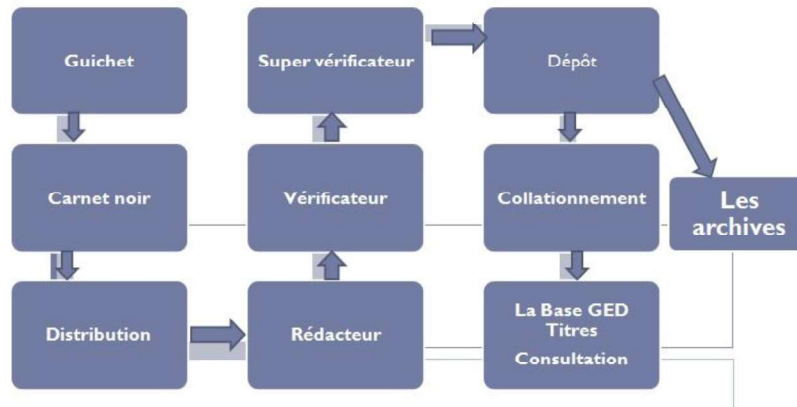 Guichet
Super vérificateur
Dépôt
Carnet noir
Vérificateur
Collationnement
Les
archives
Distribution
Rédacteur
La Base GED
Titres
Consultation